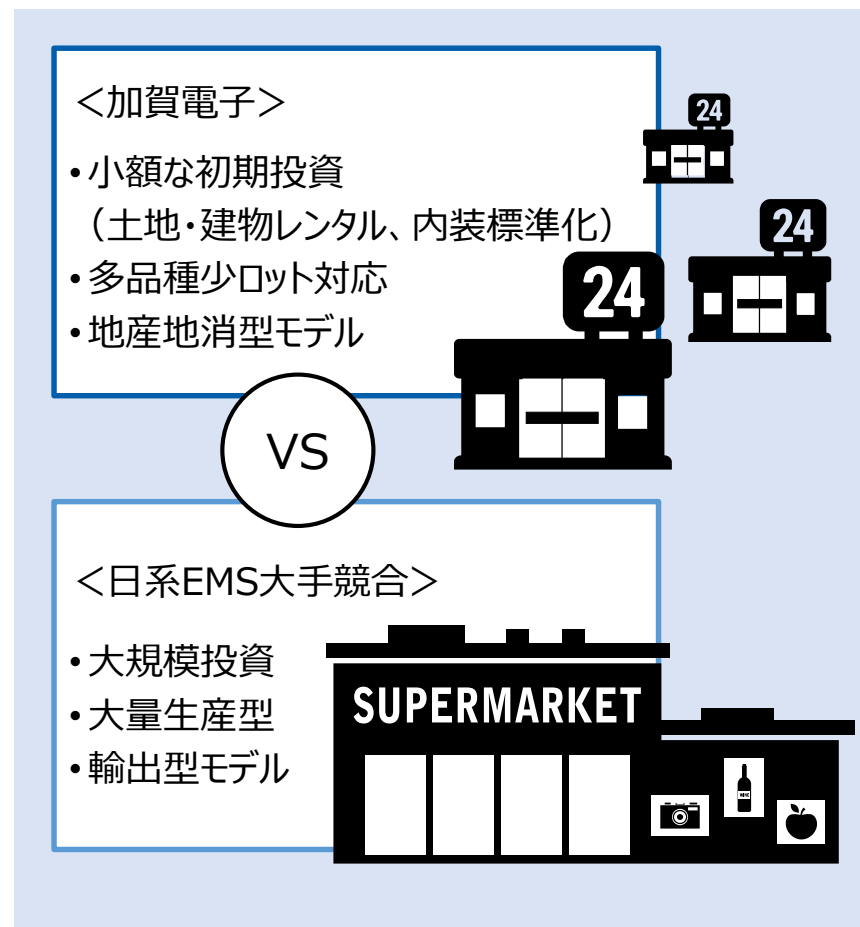 ＜加賀電子＞
•小額な初期投資
（土地・建物レンタル、内装標準化）
•多品種少ロット対応
•地産地消型モデル
24
24
24
VS
＜日系EMS大手競合＞
•大規模投資
•大量生産型
•輸出型モデル
SUPERMARKET
WINE